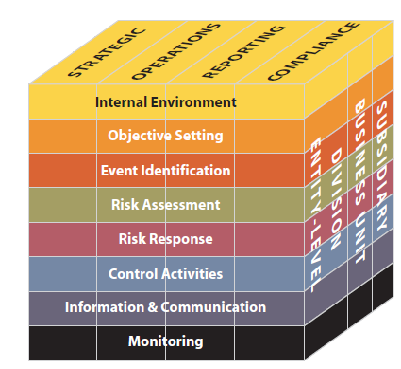 STRATEGIC
OPERATIONS
REPORTING
COMPLIANCE
Internal Environment
Objective Setting
Event Identification
Risk Assessment
Risk Response
Control Activities
Information & Communication
Monitoring
ENTITY-LEVEL
DIVISION
BUSINESS UNIT
SUBSIDIARY